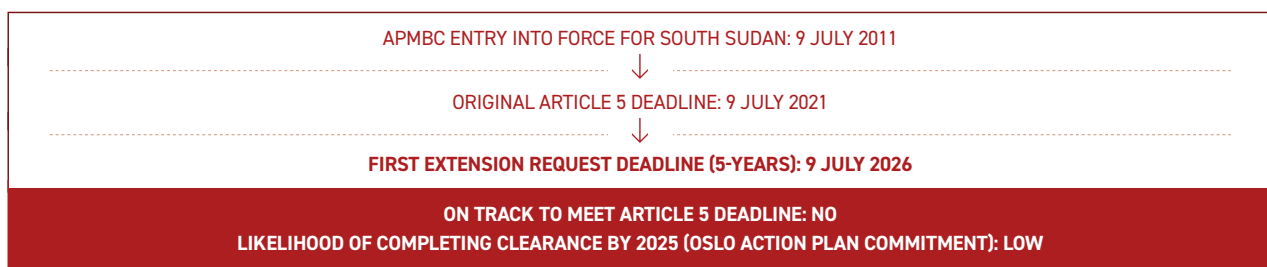 APMBC ENTRY INTO FORCE FOR SOUTH SUDAN: 9 JULY 2011
ORIGINAL ARTICLE 5 DEADLINE: 9 JULY 2021
FIRST EXTENSION REQUEST DEADLINE (5-YEARS): 9 JULY 2026
ON TRACK TO MEET ARTICLE 5 DEADLINE: NO
LIKELIHOOD OF COMPLETING CLEARANCE BY 2025 (OSLO ACTION PLAN COMMITMENT): LOW